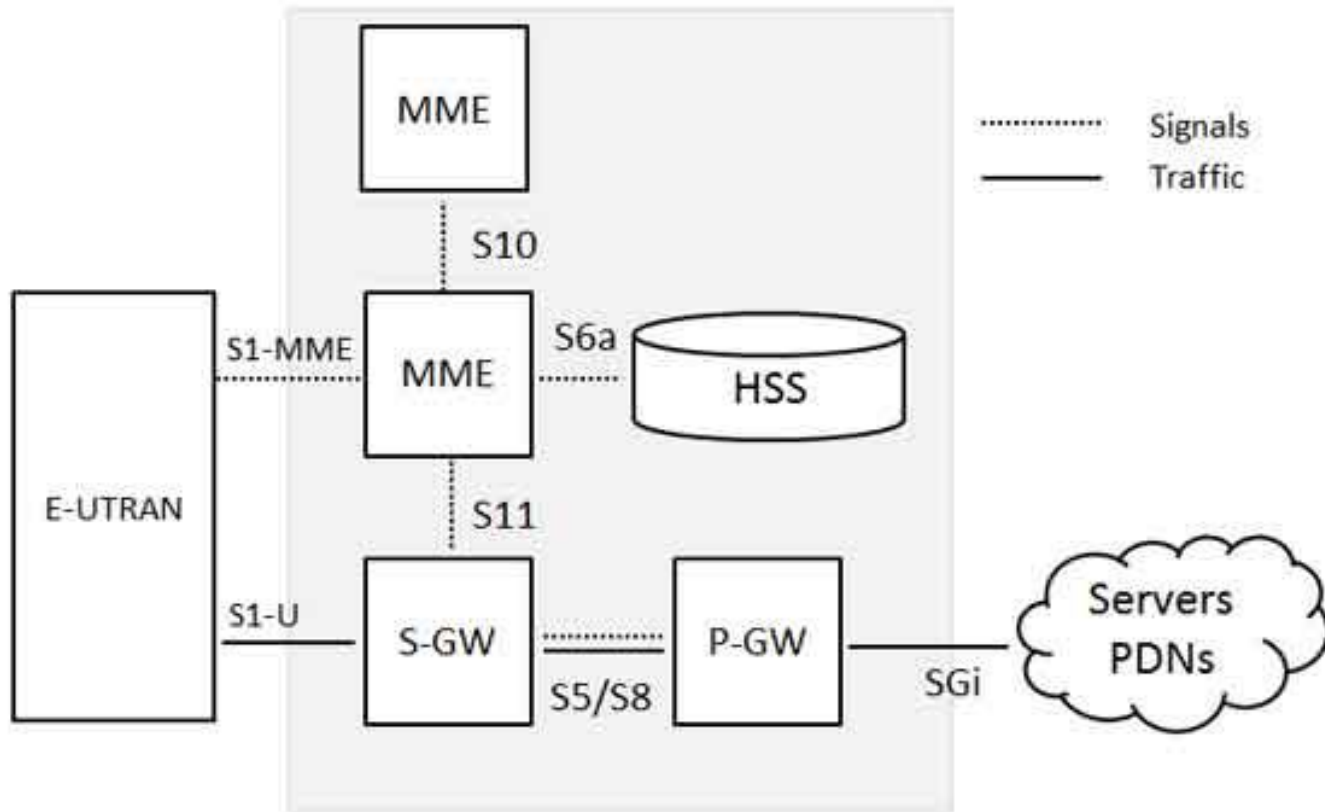 MME
Signals
Traffic
S10
S1-MME
MME
S6a
HSS
E-UTRAN
S11
S1-U
S-GW
S5/S8
P-GW
SGi
Servers
PDNs